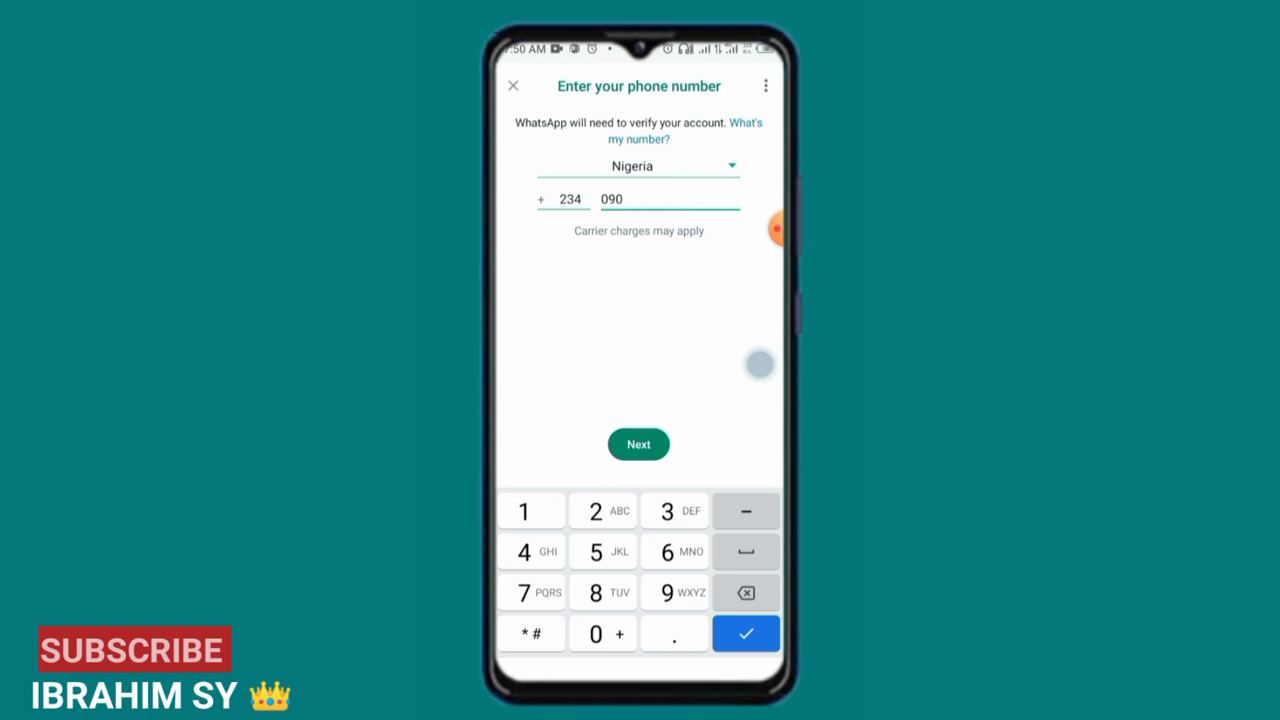 :50 AM
Enter your phone number
WhatsApp will need to verify your account. What's
my number?
Nigeria
+ 234 090
Carrier charges may apply
Next
1 2 ABC 3 DEF -
4 GHI 5 JKL 6 MNO
7 PQRS 8 TUV 9 WXYZ
* # 0 + .
SUBSCRIBE
IBRAHIM SY 👑